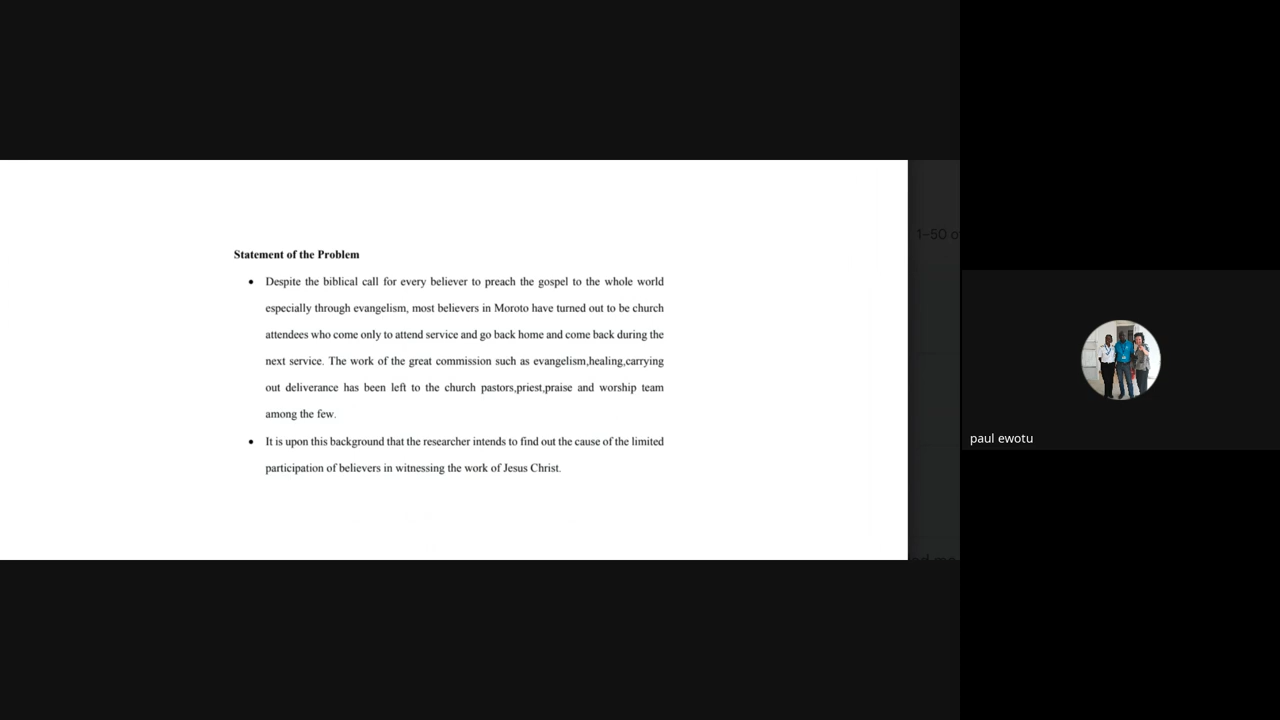 Statement of the Problem
• Despite the biblical call for every believer to preach the gospel to the whole world
especially through evangelism, most believers in Moroto have turned out to be church
attendees who come only to attend service and go back home and come back during the
next service. The work of the great commission such as evangelism,healing,carrying
out deliverance has been left to the church pastors,priest,praise and worship team
among the few.
• It is upon this background that the researcher intends to find out the cause of the limited
participation of believers in witnessing the work of Jesus Christ.
1–50
paul ewotu